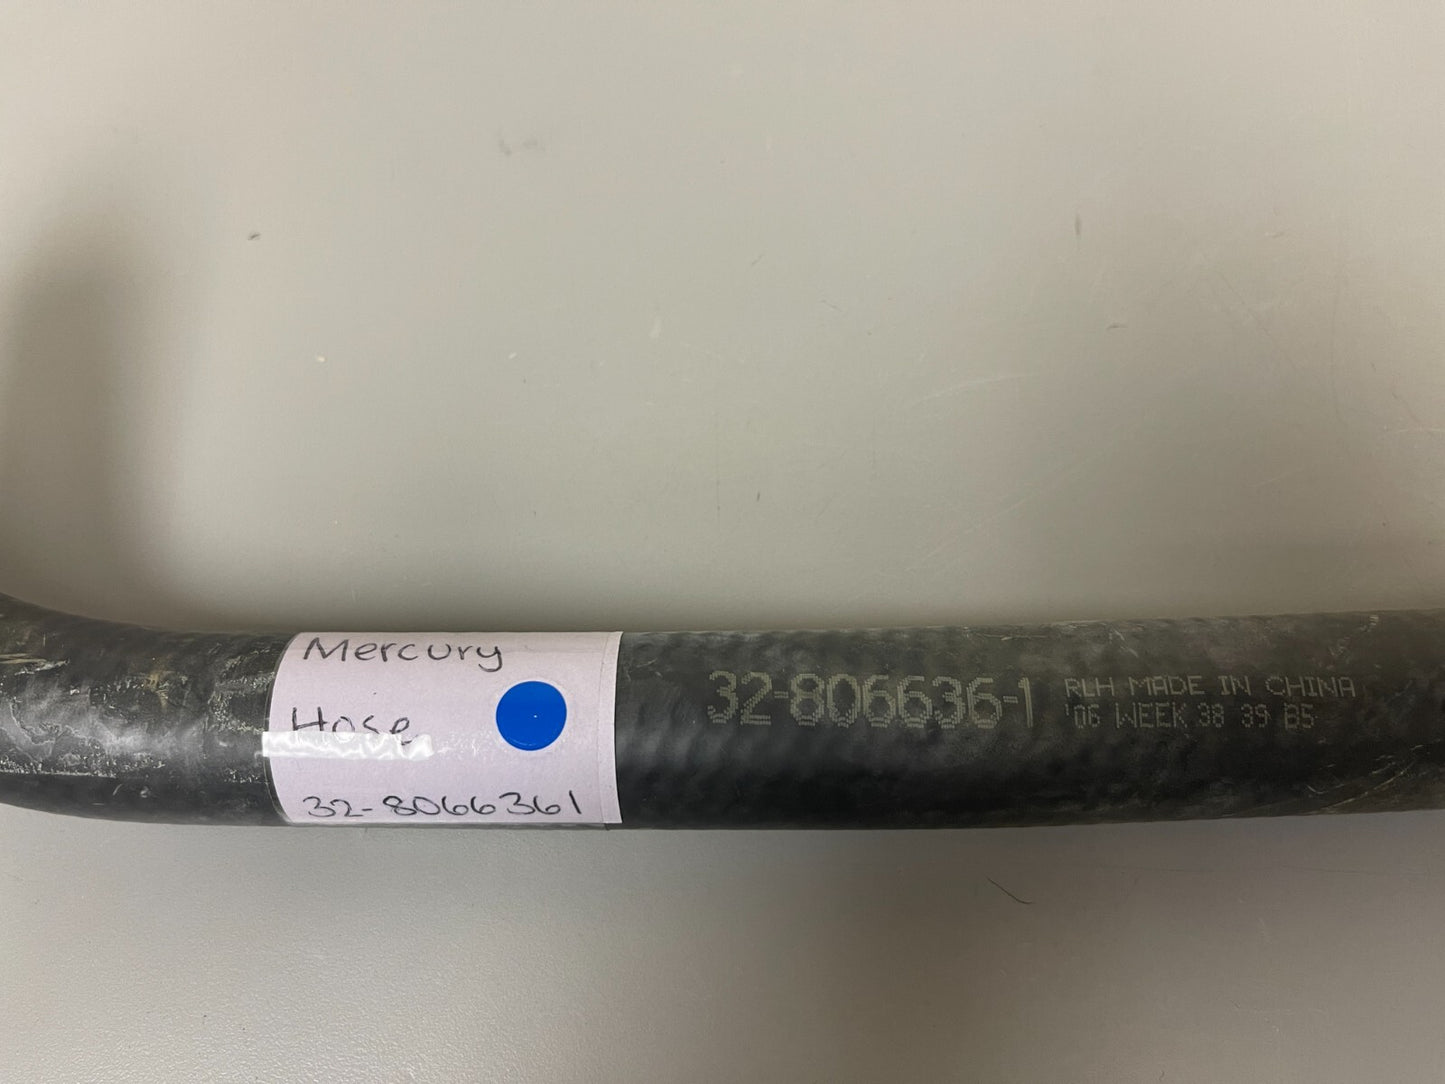 Mercury
Hose
32-8066361
32-806636-1
RLH MADE IN CHINA
'06 WEEK 38 39 B5